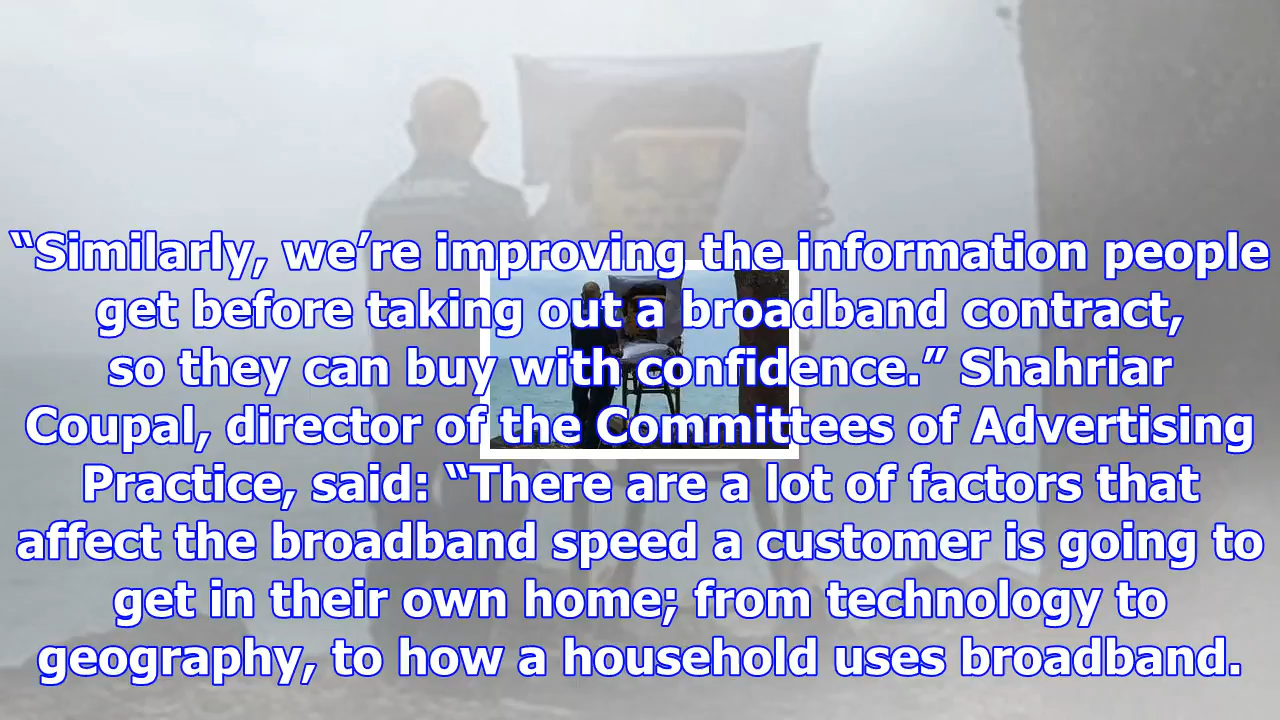 “Similarly, we’re improving the information people
get before taking out a broadband contract,
so they can buy with confidence.” Shahriar
Coupal, director of the Committees of Advertising
Practice, said: “There are a lot of factors that
affect the broadband speed a customer is going to
get in their own home; from technology to
geography, to how a household uses broadband.